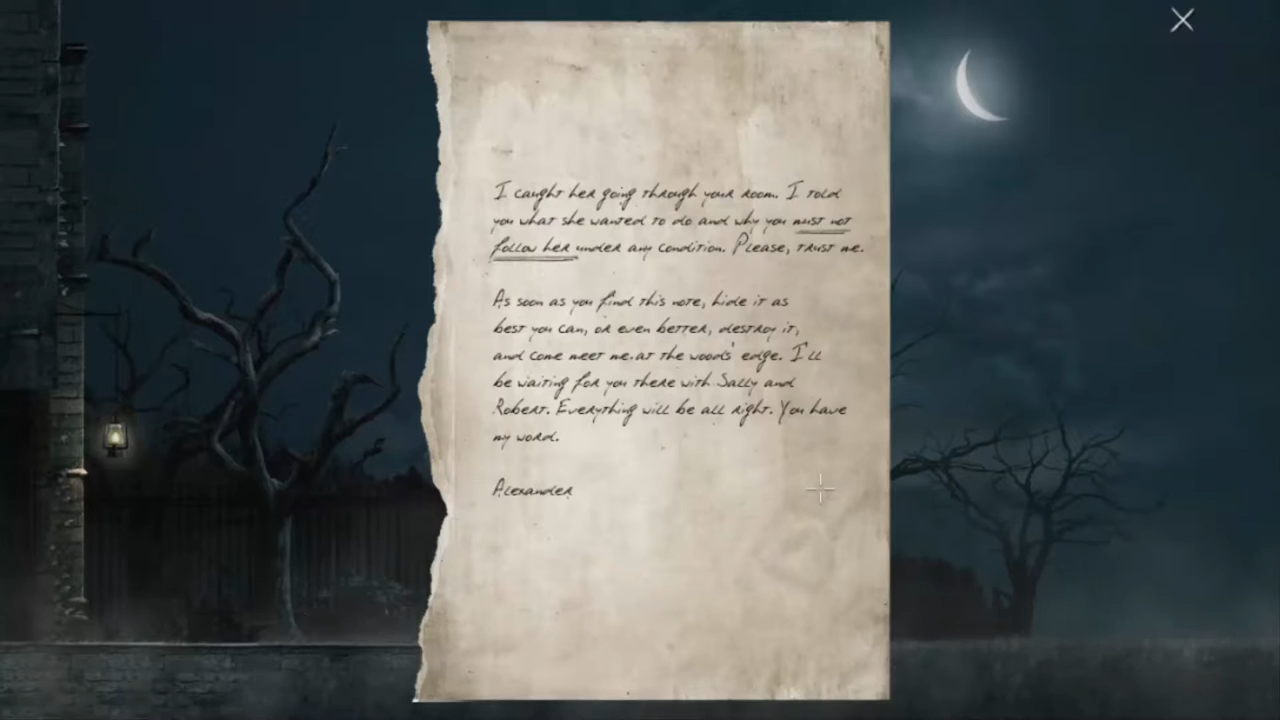 I caught her going through your room. I told
you what she wanted to do and why you must not
follow her under any condition. Please, trust me.
As soon as you find this note, hide it as
best you can, or even better, destroy it,
and come meet me at the woods' edge. I'll
be waiting for you there with Sally and
Robert. Everything will be all right. You have
my word.
Alexander